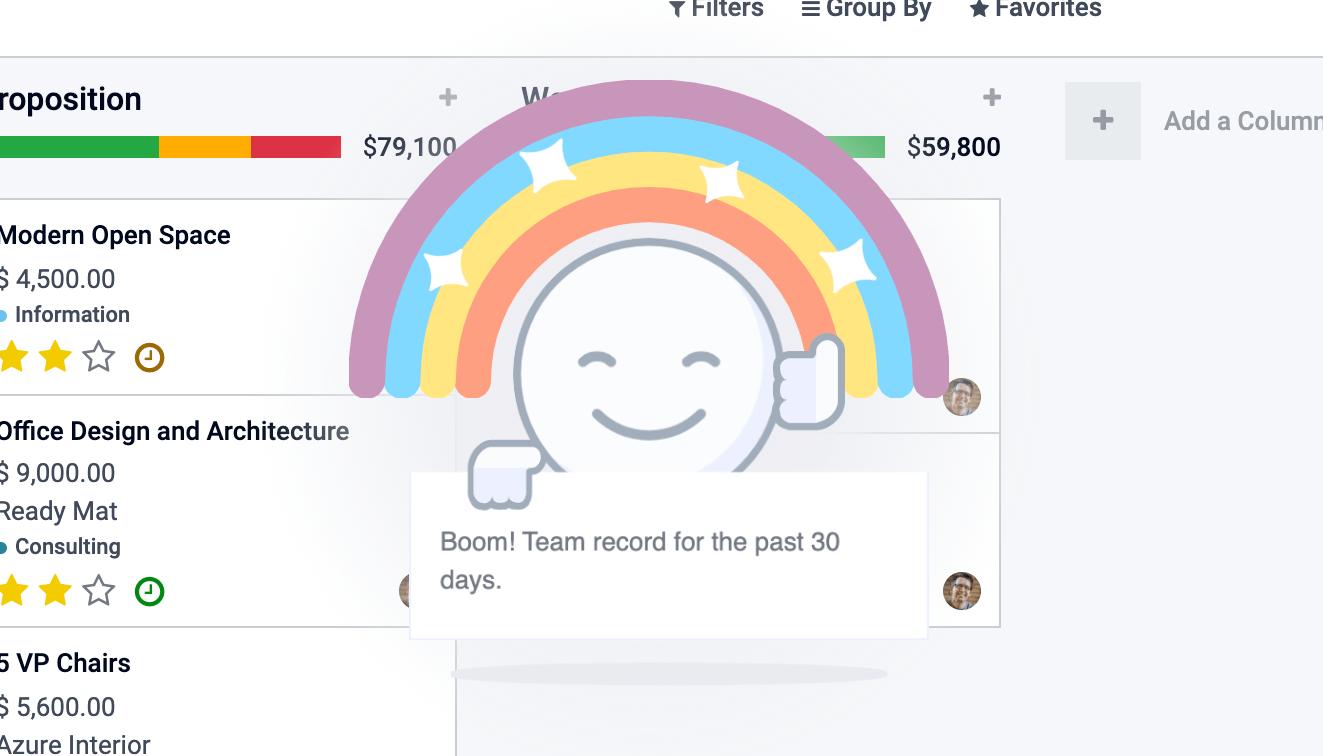 Filters Group By Favorites
roposition
$79,100
$59,800
Add a Column
Modern Open Space
$ 4,500.00
Information
Office Design and Architecture
$ 9,000.00
Ready Mat
Consulting
5 VP Chairs
$ 5,600.00
Azure Interior
Boom! Team record for the past 30
days.